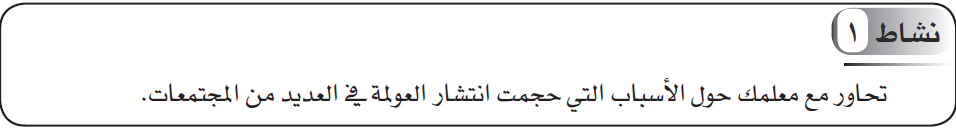 نشاط ١
تحاور مع معلمك حول الأسباب التي حجمت انتشار العولمة في العديد من المجتمعات.